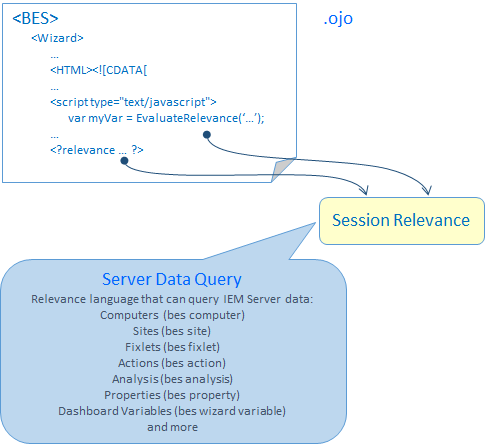 <BES>
.ojo
<Wizard>
...
<HTML><![CDATA[
...
<script type="text/javascript">
var myVar = EvaluateRelevance(‘...’);
...
<?relevance ... ?>
Session Relevance
Server Data Query
Relevance language that can query IEM Server data:
Computers (bes computer)
Sites (bes site)
Fixlets (bes fixlet)
Actions (bes action)
Analysis (bes analysis)
Properties (bes property)
Dashboard Variables (bes wizard variable)
and more